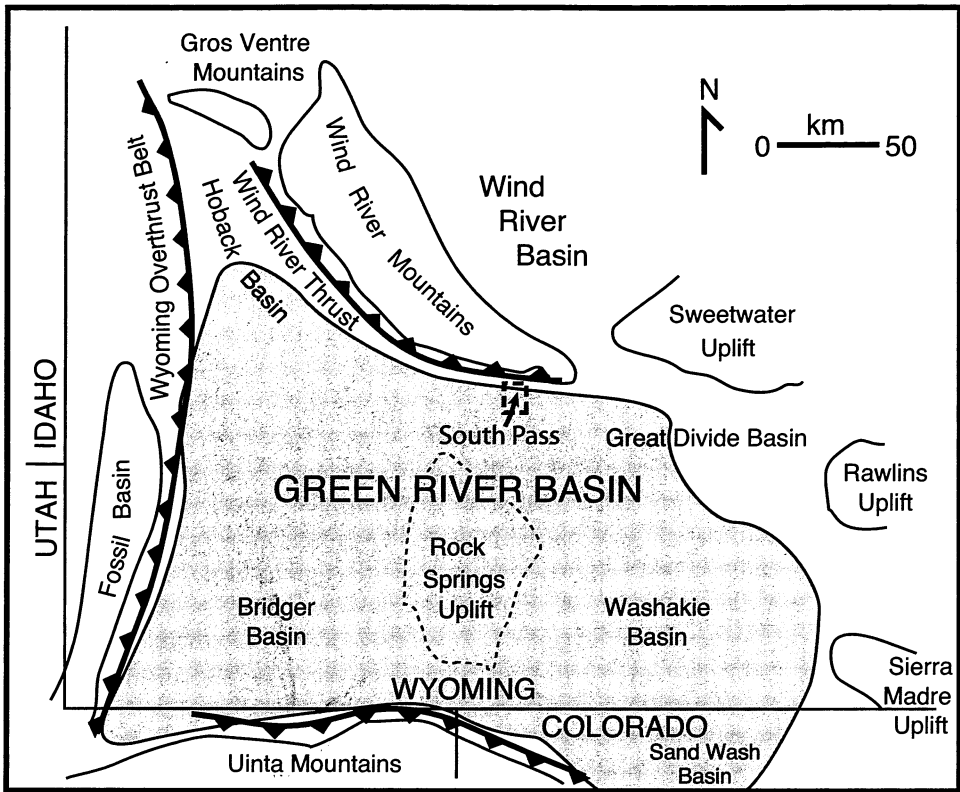 Gros Ventre
Mountains
N
km
0 50
Wyoming Overthrust Belt
Wind River Mountains
Wind
River
Basin
Hoback
Basin
Wind River Thrust
Sweetwater
Uplift
South Pass
Great Divide Basin
UTAH | IDAHO
Rawlins
Uplift
GREEN RIVER BASIN
Fossil Basin
Rock
Springs
Uplift
Bridger
Basin
Washakie
Basin
Sierra
Madre
Uplift
WYOMING
COLORADO
Sand Wash
Basin
Uinta Mountains